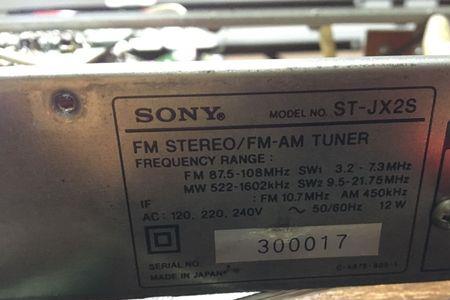 SONY® MODEL NO. ST-JX2S
FM STEREO/FM-AM TUNER
FREQUENCY RANGE :
FM 87.5-108MHz SW1 3.2 - 7.3MHz
MW 522-1602kHz SW2 9.5-21.75MHz
IF : FM 10.7MHz AM 450kHz
AC : 120, 220, 240V ~ 50/60Hz 12W
300017
SERIAL NO.
MADE IN JAPAN